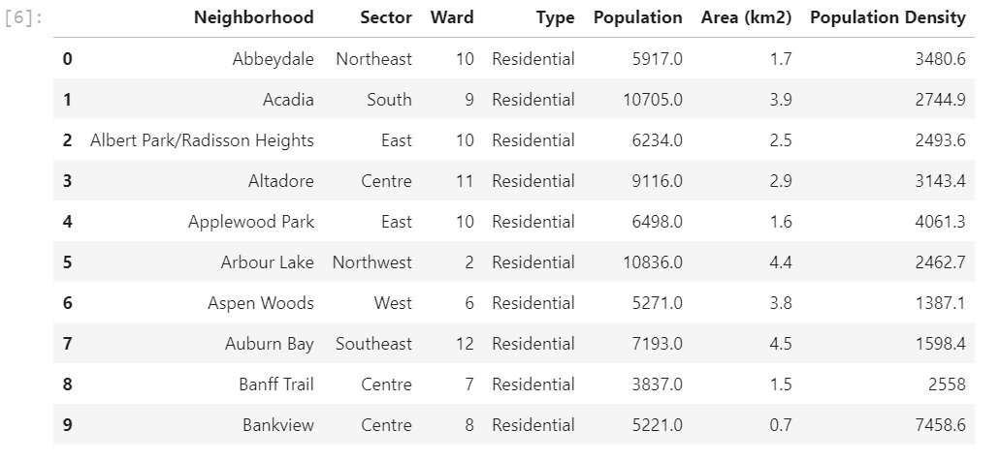 [6]:
Neighborhood Sector Ward Type Population Area (km2) Population Density
0 Abbeydale Northeast 10 Residential 5917.0 1.7 3480.6
1 Acadia South 9 Residential 10705.0 3.9 2744.9
2 Albert Park/Radisson Heights East 10 Residential 6234.0 2.5 2493.6
3 Altadore Centre 11 Residential 9116.0 2.9 3143.4
4 Applewood Park East 10 Residential 6498.0 1.6 4061.3
5 Arbour Lake Northwest 2 Residential 10836.0 4.4 2462.7
6 Aspen Woods West 6 Residential 5271.0 3.8 1387.1
7 Auburn Bay Southeast 12 Residential 7193.0 4.5 1598.4
8 Banff Trail Centre 7 Residential 3837.0 1.5 2558
9 Bankview Centre 8 Residential 5221.0 0.7 7458.6